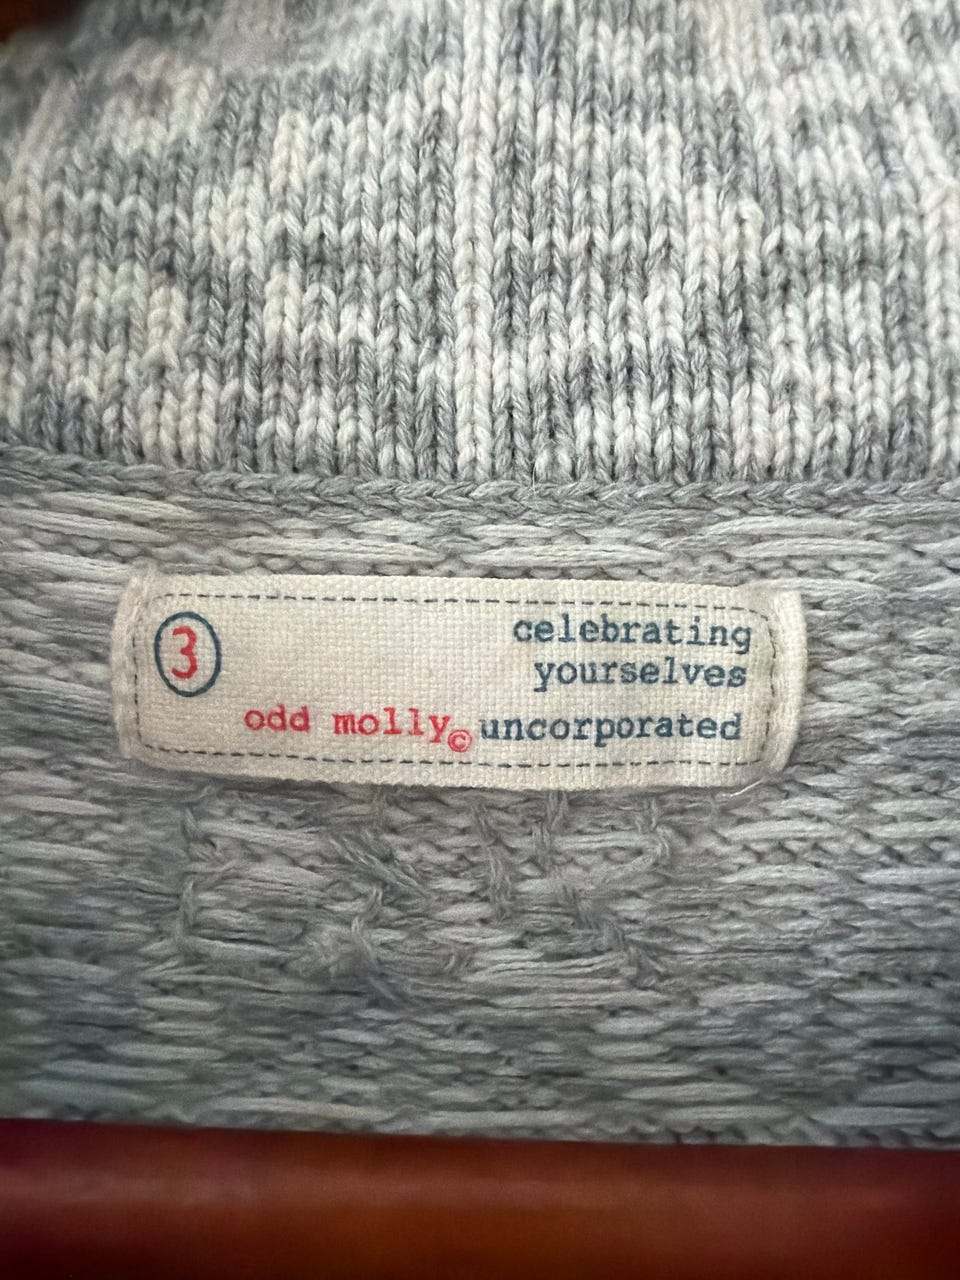 3
celebrating
yourselves
odd molly© uncorporated